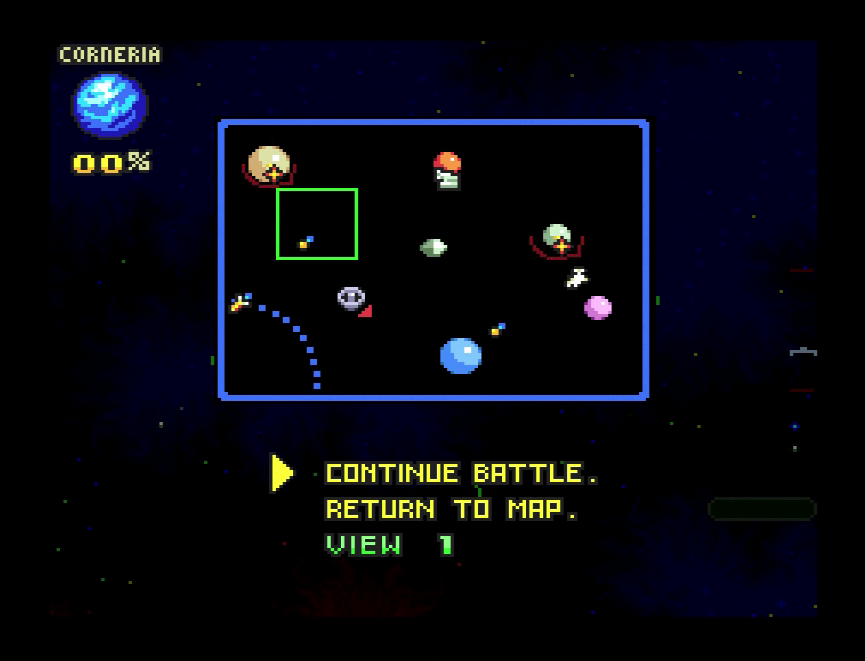 CORNERIA
00%
CONTINUE BATTLE.
RETURN TO MAP.
VIEW 1